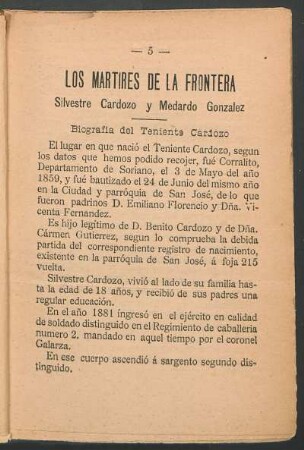 — 5 —
LOS MARTIRES DE LA FRONTERA
Silvestre Cardozo y Medardo Gonzalez
Biografia del Teniente Cardozo
El lugar en que nació el Teniente Cardozo, segun
los datos que hemos podido recojer, fué Corralito,
Departamento de Soriano, el 3 de Mayo del año
1859, y fué bautizado el 24 de Junio del mismo año
en la Ciudad y parróquia de San José, de lo que
fueron padrinos D. Emiliano Florencio y Dña. Vi-
centa Fernández.
Es hijo legítimo de D. Benito Cardozo y de Dña.
Cármen Gutierrez, segun lo comprueba la debida
partida del correspondiente registro de nacimiento,
existente en la parróquia de San José, á foja 215
vuelta.
Silvestre Cardozo, vivió al lado de su familia has-
ta la edad de 18 años, y recibió de sus padres una
regular educación.
En el año 1881 ingresó en el ejército en calidad
de soldado distinguido en el Regimiento de caballeria
numero 2, mandado en aquel tiempo por el coronel
Galarza.
En ese cuerpo ascendió á sargento segundo dis-
tinguido.